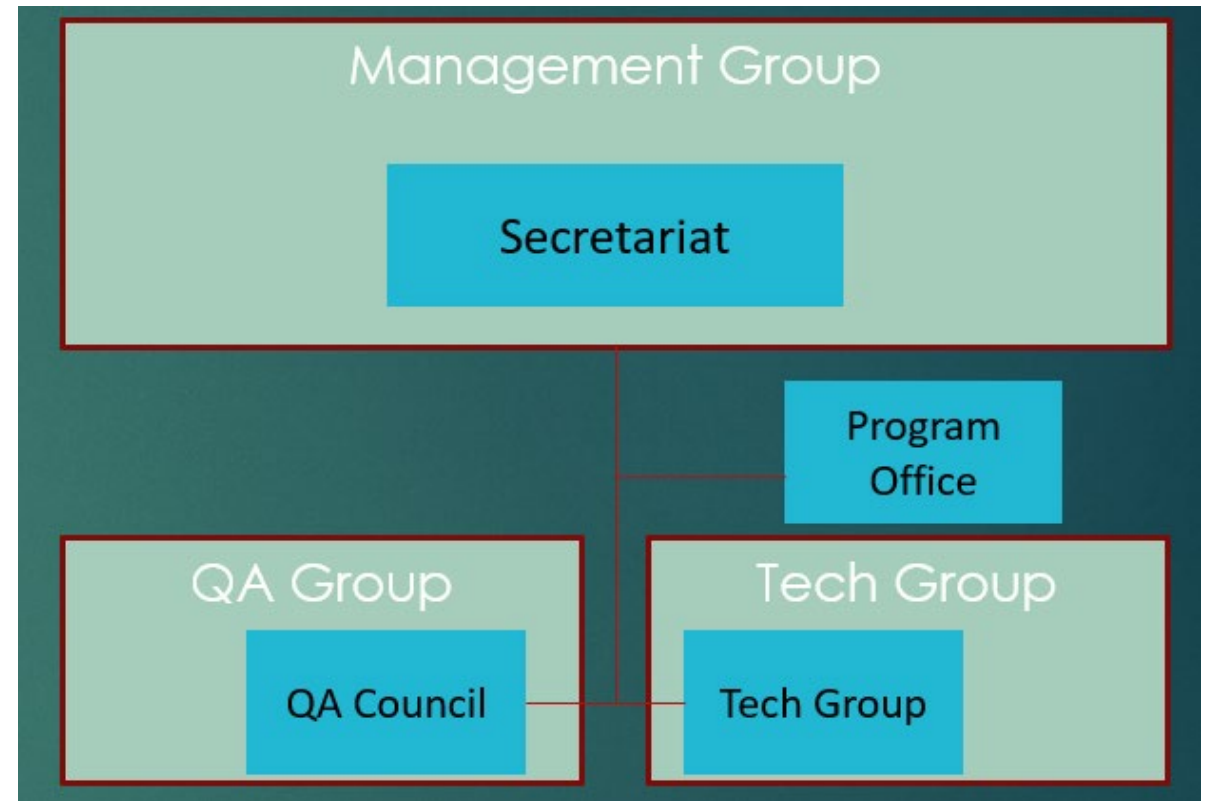 Management Group
Secretariat
Program
Office
QA Group
QA Council
Tech Group
Tech Group